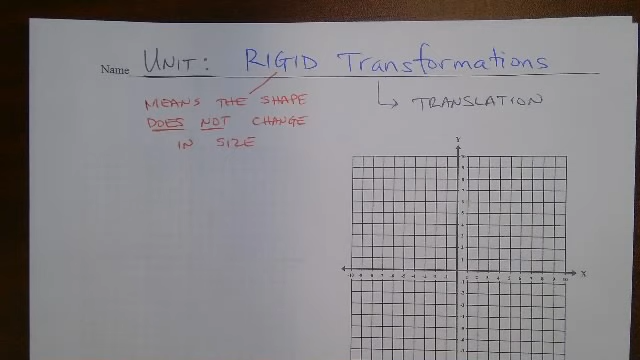 Name UNIT: RIGID Transformations
MEANS THE SHAPE
DOES NOT CHANGE
IN SIZE
TRANSLATION
Y
X